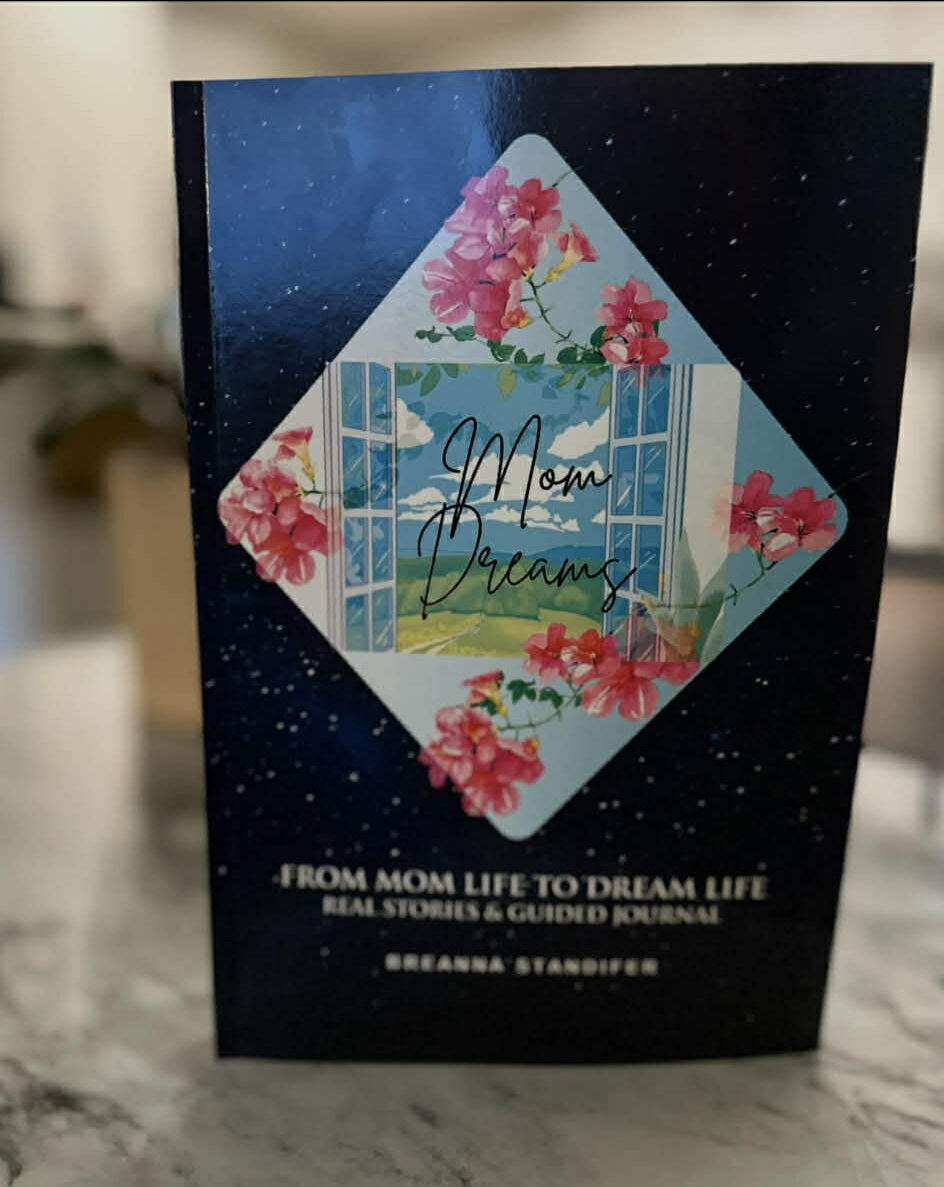 Mom
Dreams
FROM MOM LIFE TO DREAM LIFE
REAL STORIES & GUIDED JOURNAL
BREANNA STANDIFER